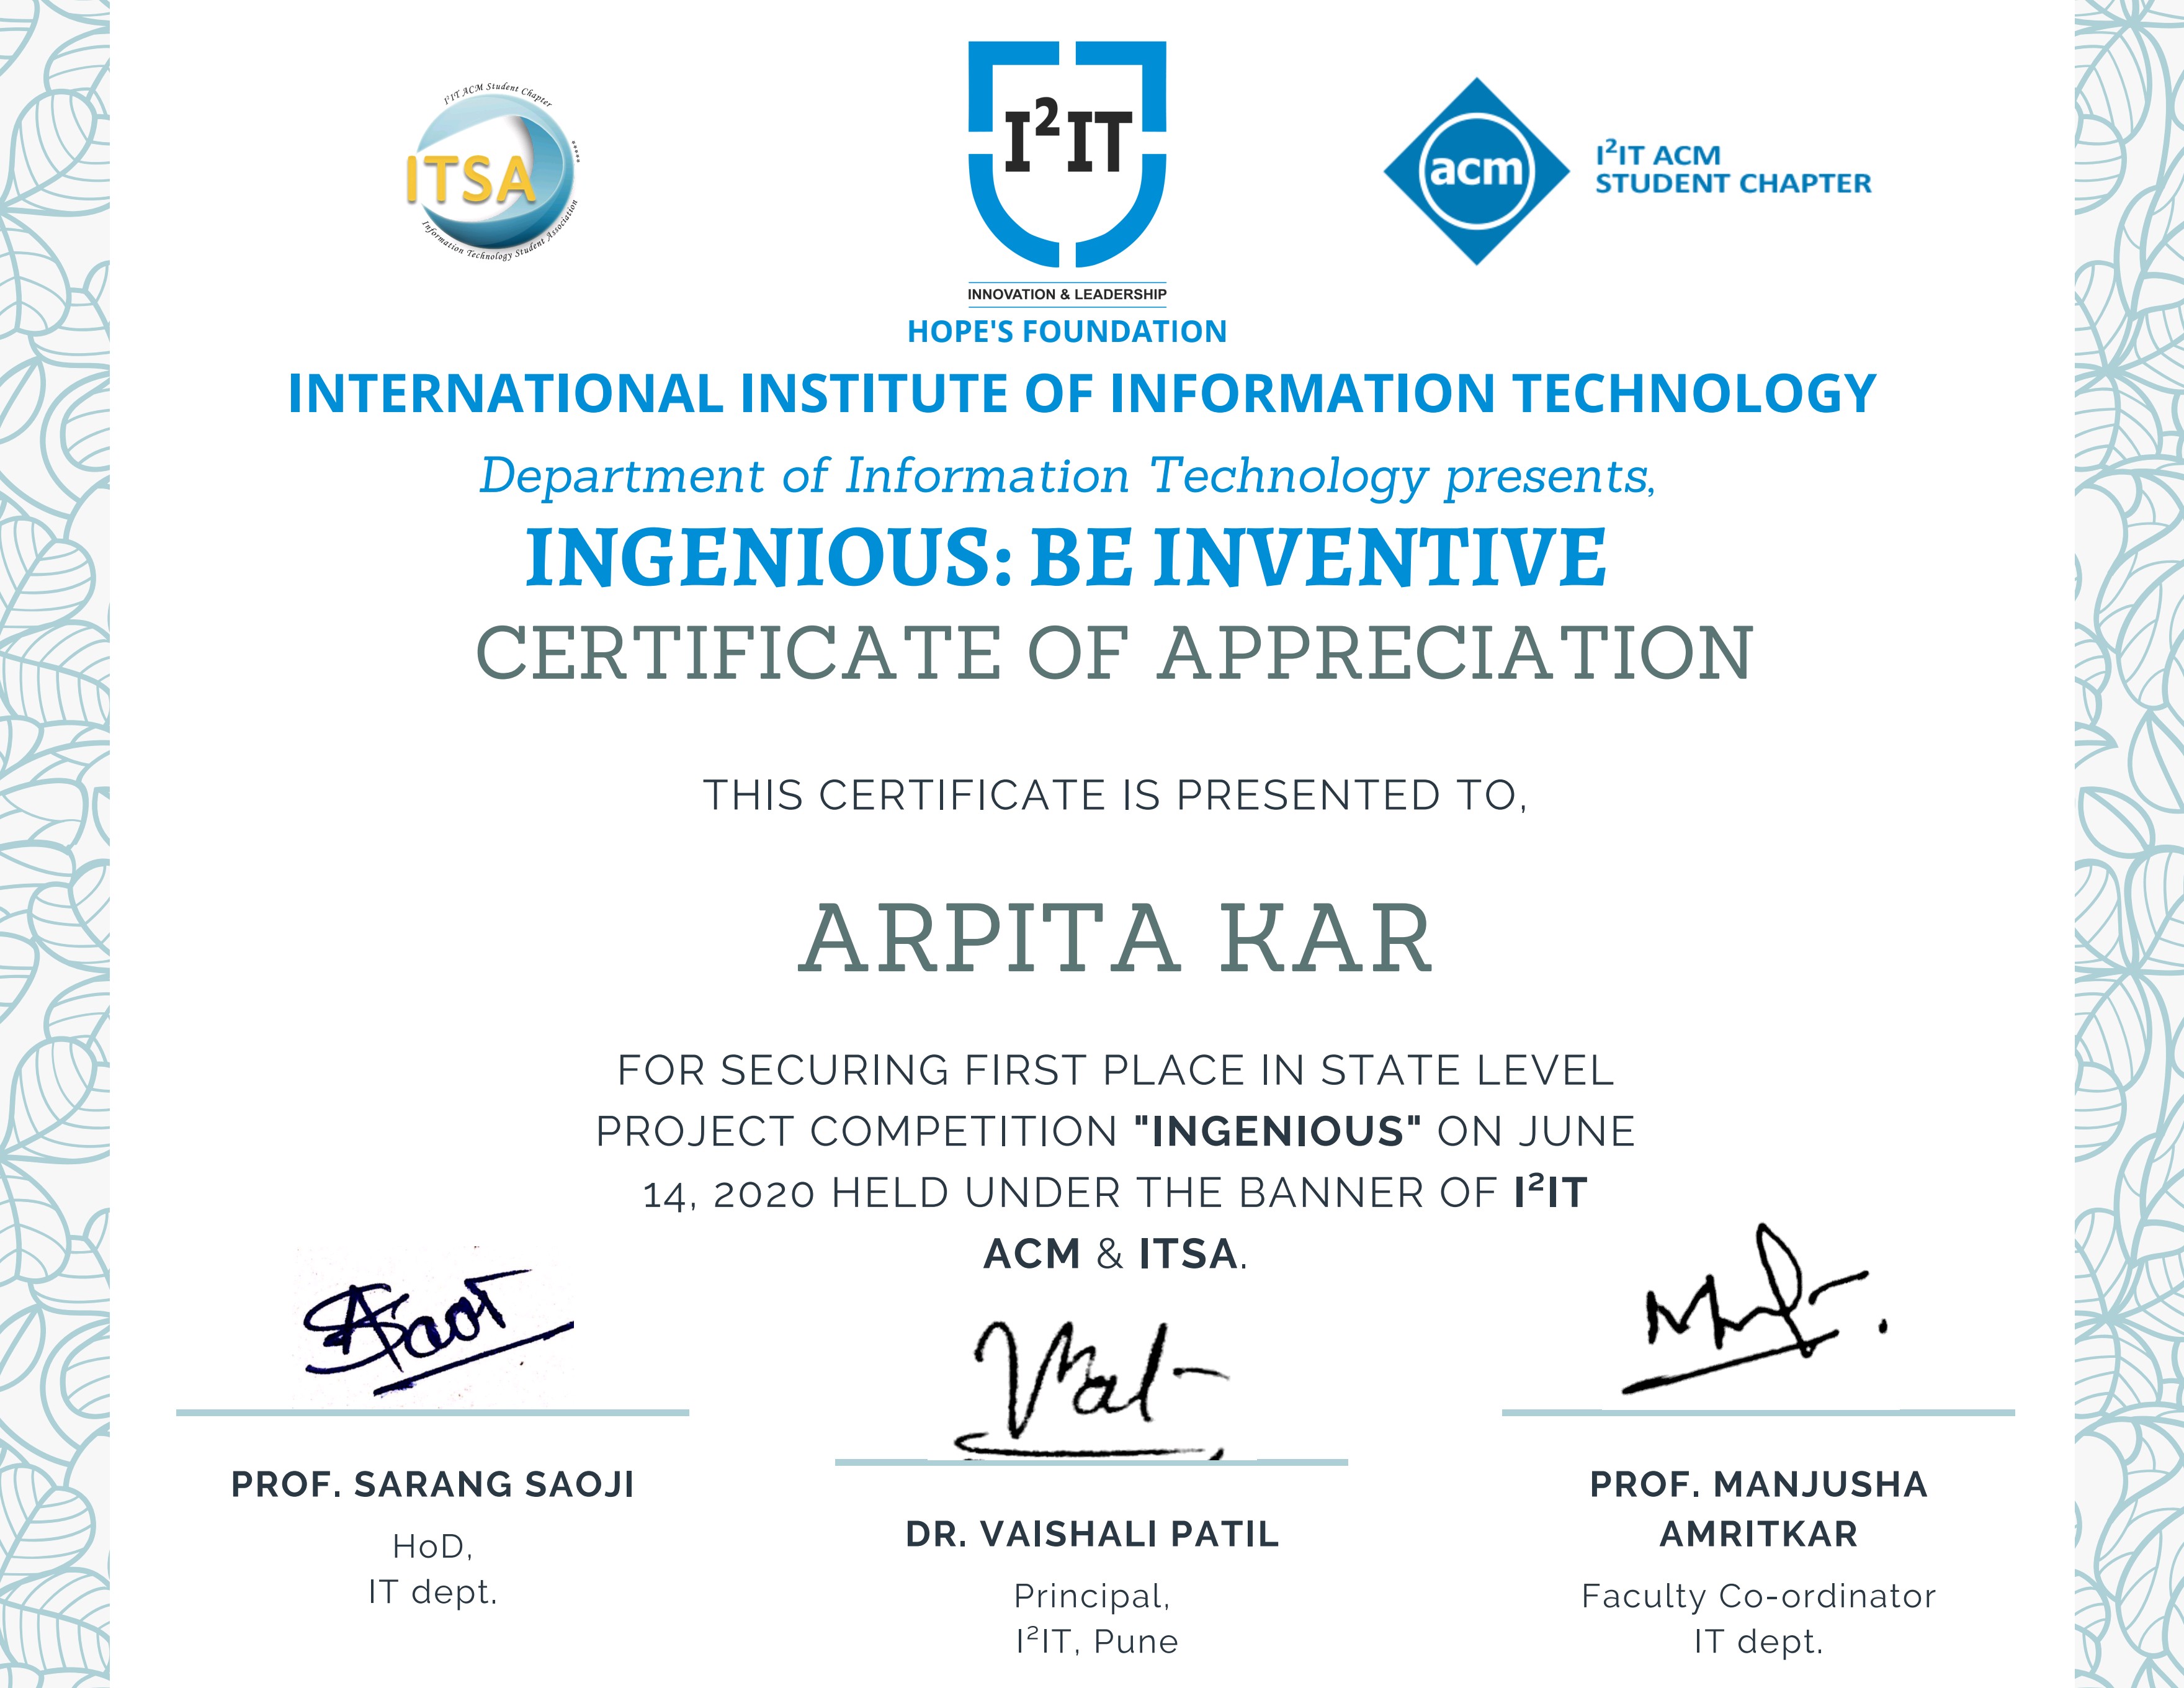 I²IT ACM Student Chapter
ITSA
Information Technology Student Association
I²IT
INNOVATION & LEADERSHIP
HOPE'S FOUNDATION
acm
I²IT ACM
STUDENT CHAPTER
INTERNATIONAL INSTITUTE OF INFORMATION TECHNOLOGY
Department of Information Technology presents,
INGENIOUS: BE INVENTIVE
CERTIFICATE OF APPRECIATION
THIS CERTIFICATE IS PRESENTED TO,
ARPITA KAR
FOR SECURING FIRST PLACE IN STATE LEVEL
PROJECT COMPETITION "INGENIOUS" ON JUNE
14, 2020 HELD UNDER THE BANNER OF I²IT
ACM & ITSA.
PROF. SARANG SAOJI
HoD,
IT dept.
DR. VAISHALI PATIL
Principal,
I²IT, Pune
PROF. MANJUSHA
AMRITKAR
Faculty Co-ordinator
IT dept.